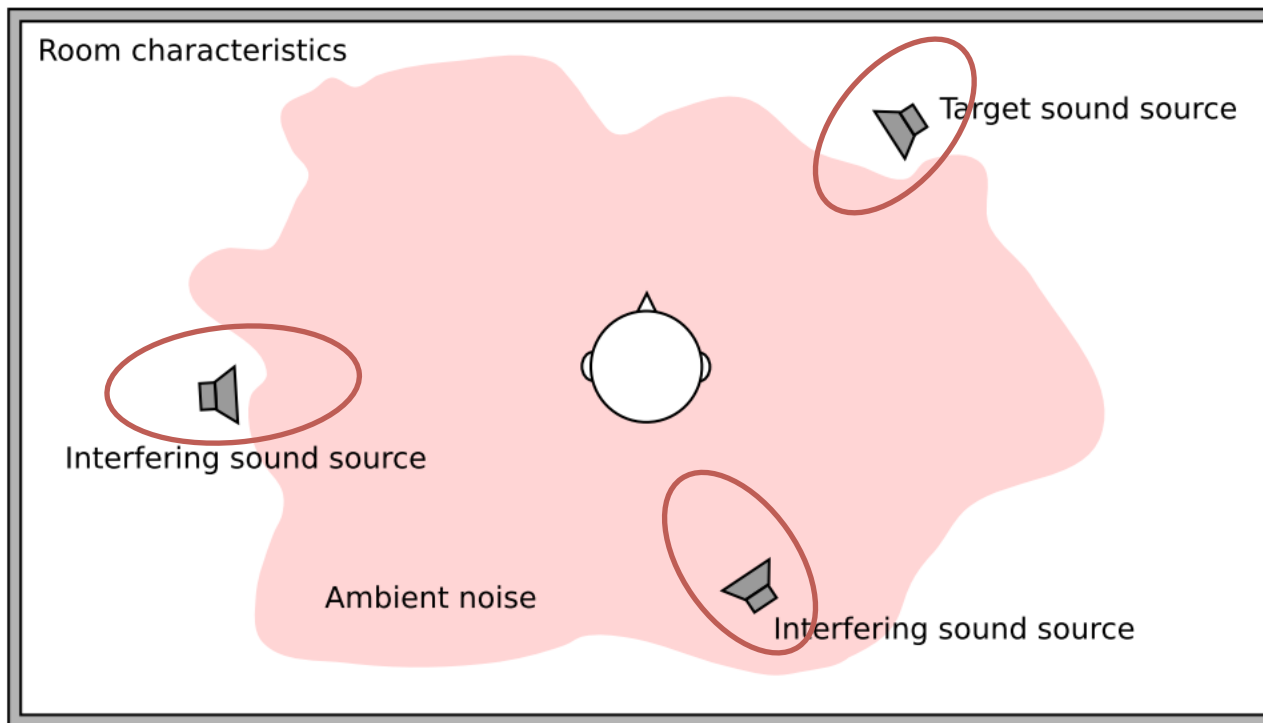 Room characteristics
Target sound source
Interfering sound source
Ambient noise
Interfering sound source